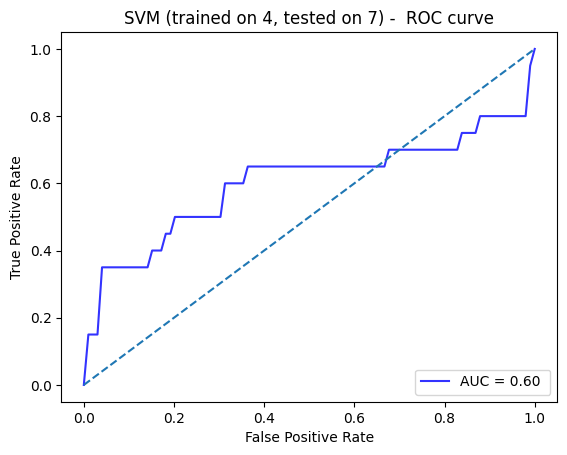 SVM (trained on 4, tested on 7) -  ROC curve
True Positive Rate
1.0
0.8
0.6
0.4
0.2
0.0
0.0 0.2 0.4 0.6 0.8 1.0
False Positive Rate
AUC = 0.60